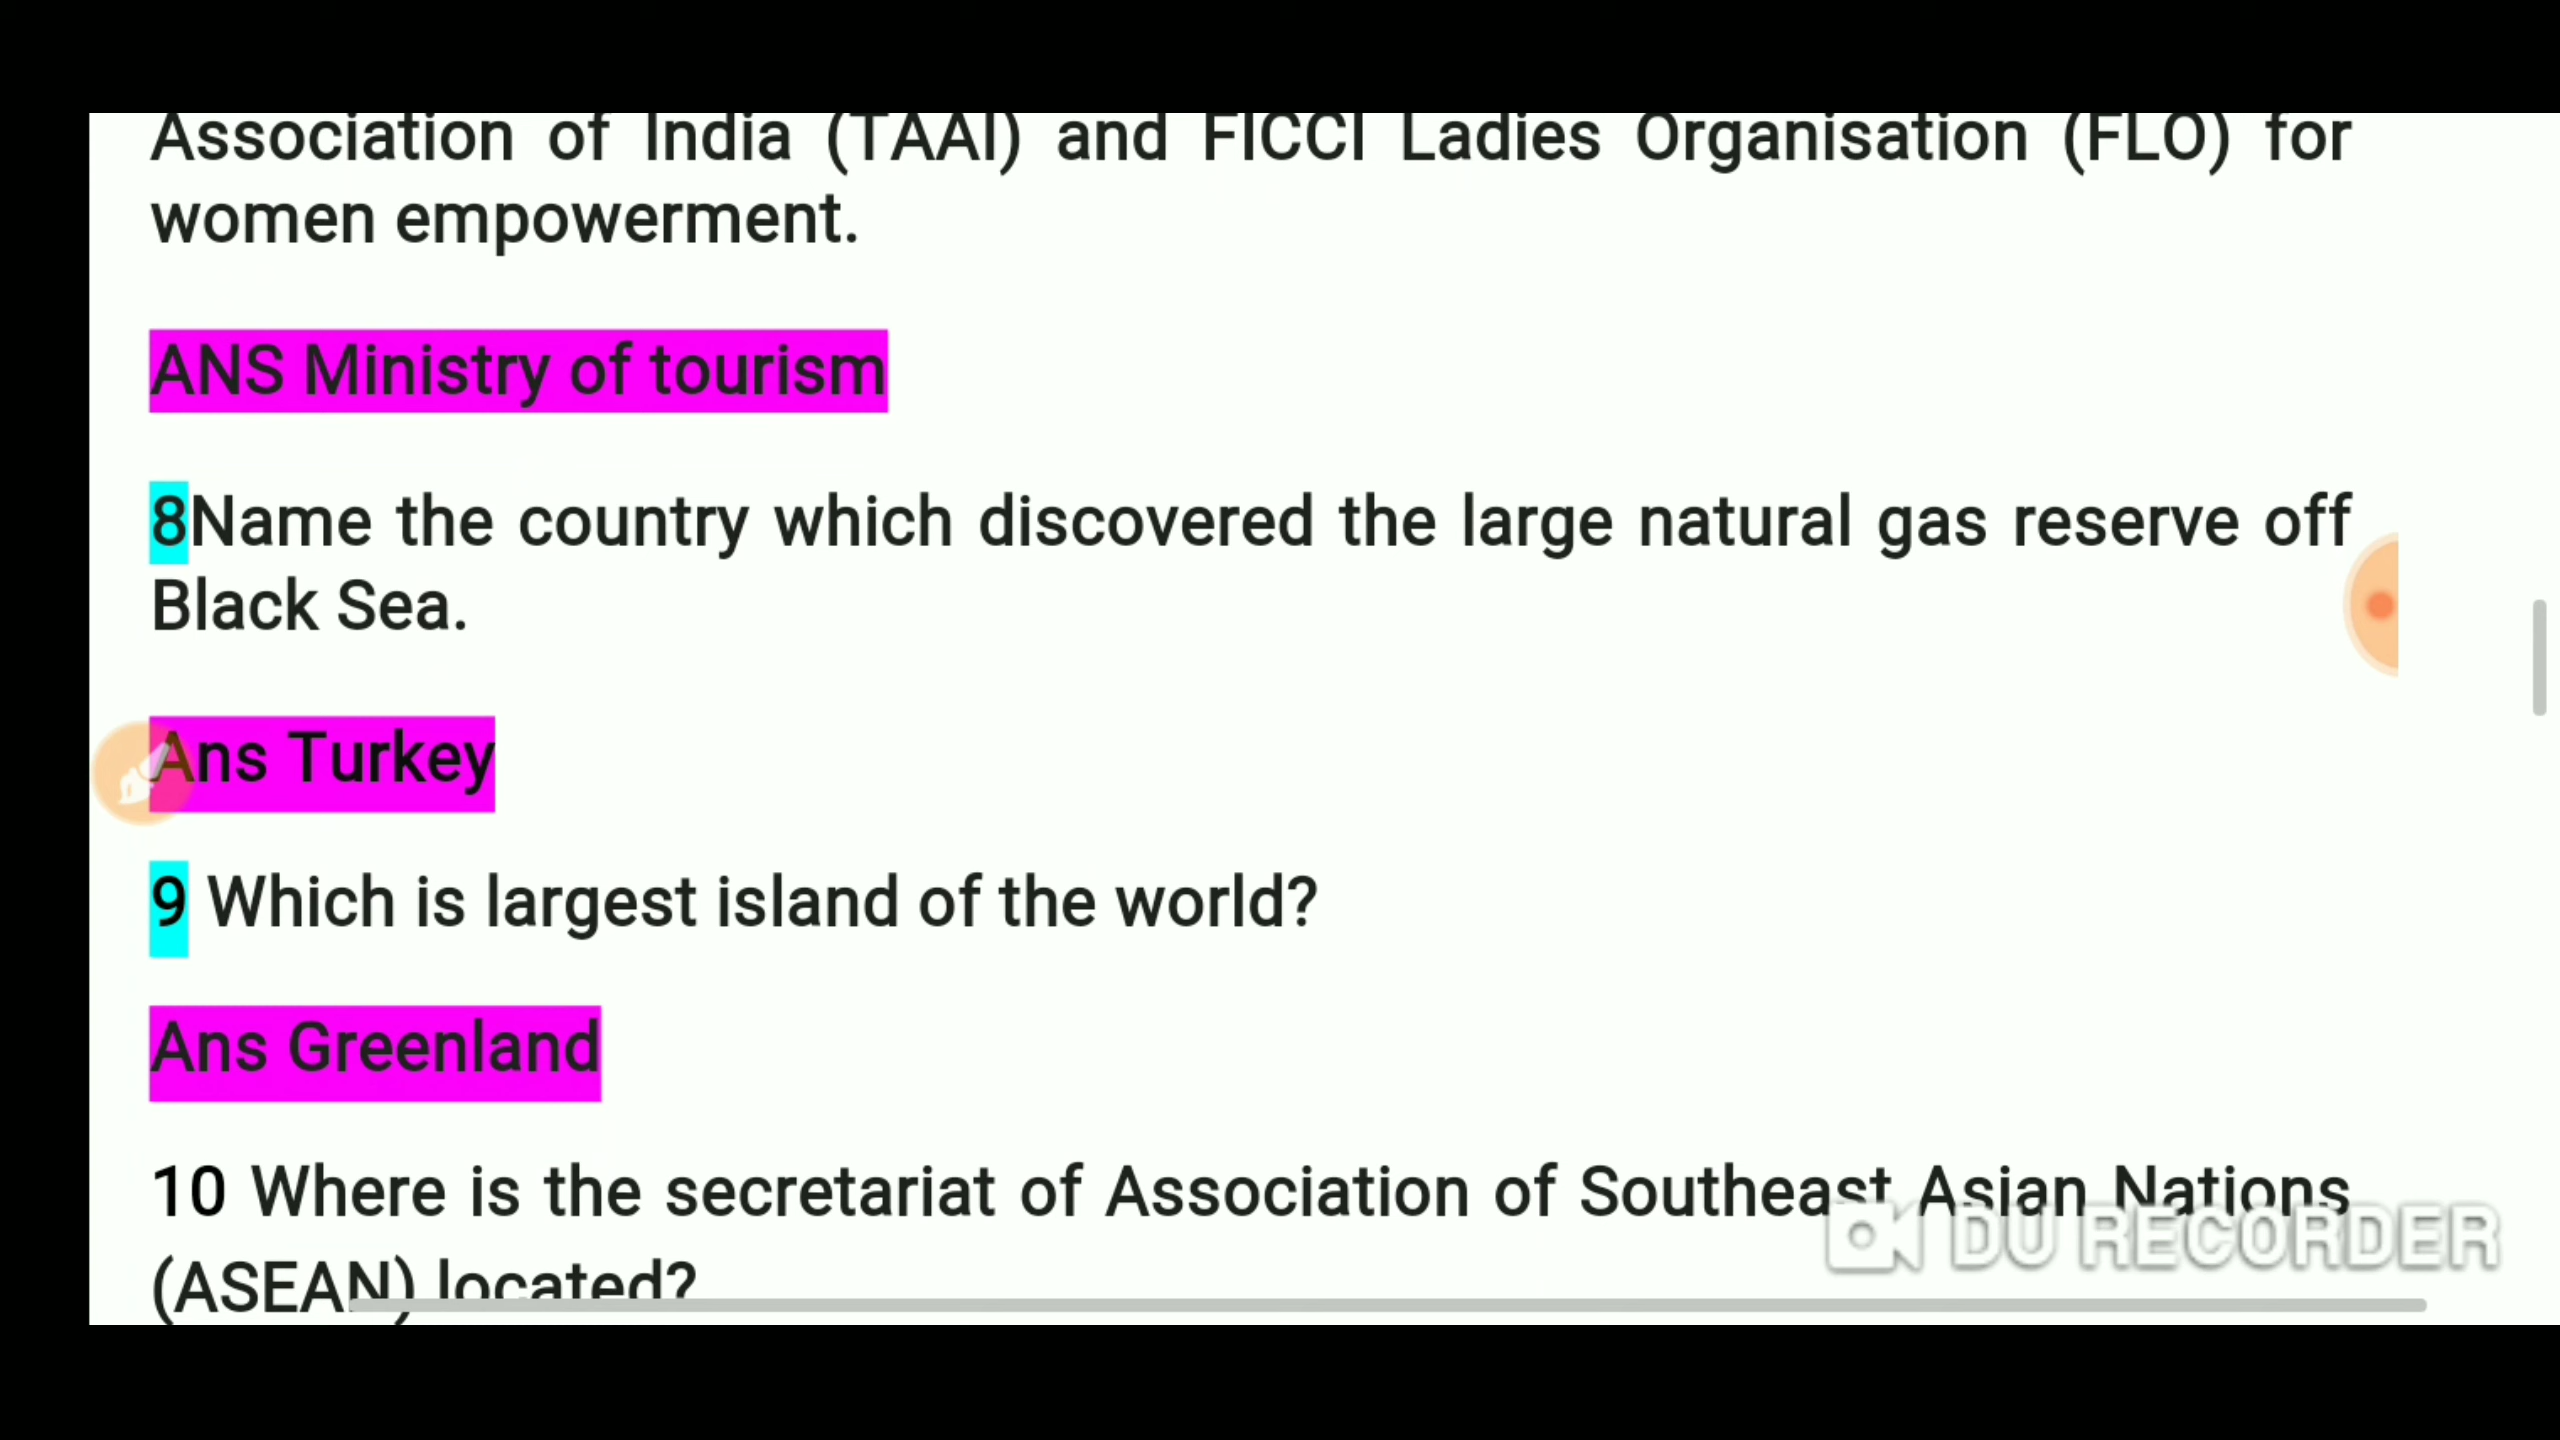 Association of India (TAAI) and FICCI Ladies Organisation (FLO) for
women empowerment.
ANS Ministry of tourism
8Name the country which discovered the large natural gas reserve off
Black Sea.
Ans Turkey
9 Which is largest island of the world?
Ans Greenland
10 Where is the secretariat of Association of Southeast Asian Nations
(ASEAN) located?
DU RECORDER